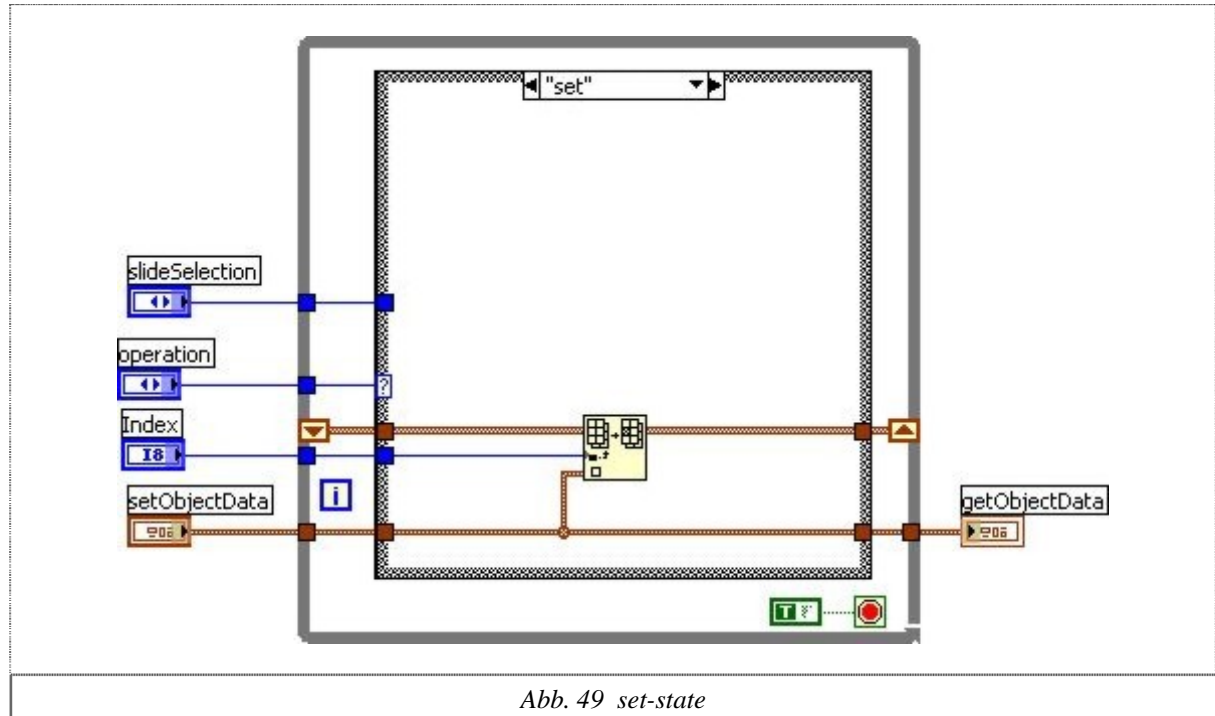 "set"
slideSelection
operation
?
Index
I8
i
setObjectData
getObjectData
T
Abb. 49 set-state